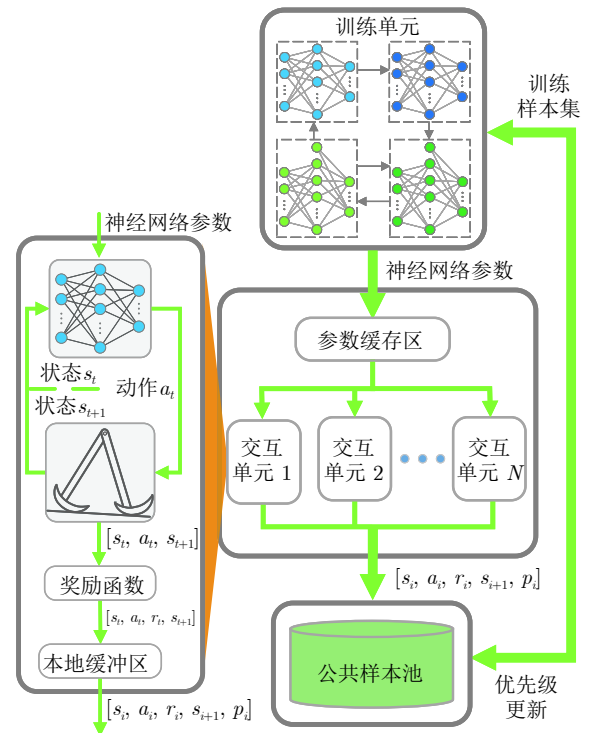 训练单元
训练
样本集
神经网络参数
神经网络参数
参数缓存区
状态 s_t
动作 a_t
状态 s_{t+1}
交互
单元 1
交互
单元 2
交互
单元 N
[s_t, a_t, s_{t+1}]
奖励函数
[s_t, a_t, r_t, s_{t+1}]
本地缓冲区
[s_i, a_i, r_i, s_{i+1}, p_i]
[s_i, a_i, r_i, s_{i+1}, p_i]
公共样本池
优先级
更新